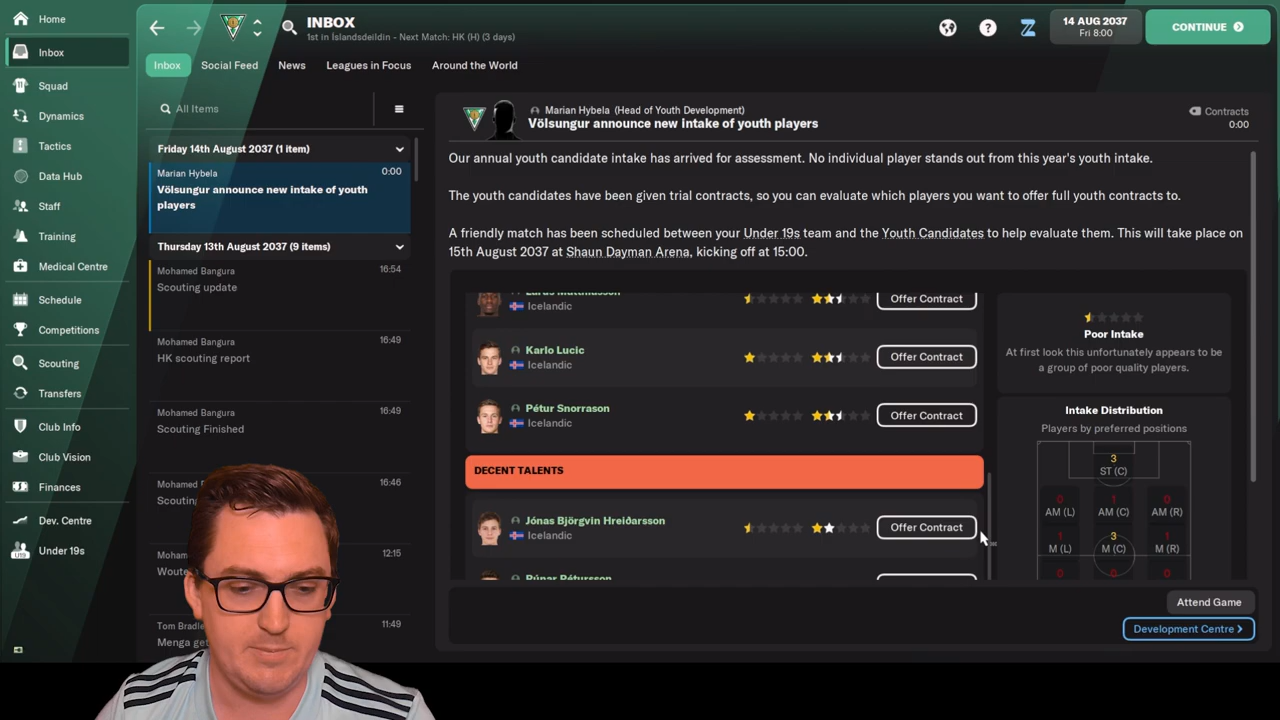 Home
Inbox
Squad
Dynamics
Tactics
Data Hub
Staff
Training
Medical Centre
Schedule
Competitions
Scouting
Transfers
Club Info
Club Vision
Finances
Dev. Centre
Under 19s
INBOX
1st in Íslandsdeildin - Next Match: HK (H) (3 days)
14 AUG 2037
Fri 8:00
CONTINUE
Inbox
Social Feed
News
Leagues in Focus
Around the World
All Items
Friday 14th August 2037 (1 item)
Marian Hybela 0:00
Völsungur announce new intake of youth
players
Thursday 13th August 2037 (9 items)
Mohamed Bangura 16:54
Scouting update
Mohamed Bangura 16:49
HK scouting report
Mohamed Bangura 16:49
Scouting Finished
16:46
12:15
11:49
Marian Hybela (Head of Youth Development)
Völsungur announce new intake of youth players
Contracts
0:00
Our annual youth candidate intake has arrived for assessment. No individual player stands out from this year's youth intake.
The youth candidates have been given trial contracts, so you can evaluate which players you want to offer full youth contracts to.
A friendly match has been scheduled between your Under 19s team and the Youth Candidates to help evaluate them. This will take place on
15th August 2037 at Shaun Dayman Arena, kicking off at 15:00.
Icelandic
Offer Contract
Karlo Lucic
Icelandic
Offer Contract
Pétur Snorrason
Icelandic
Offer Contract
DECENT TALENTS
Jónas Björgvin Hreiðarsson
Icelandic
Offer Contract
Rúnar Pétursson
Poor Intake
At first look this unfortunately appears to be
a group of poor quality players.
Intake Distribution
Players by preferred positions
3
ST (C)
0 1 0
AM (L) AM (C) AM (R)
1 3 1
M (L) M (C) M (R)
0 0
Attend Game
Development Centre